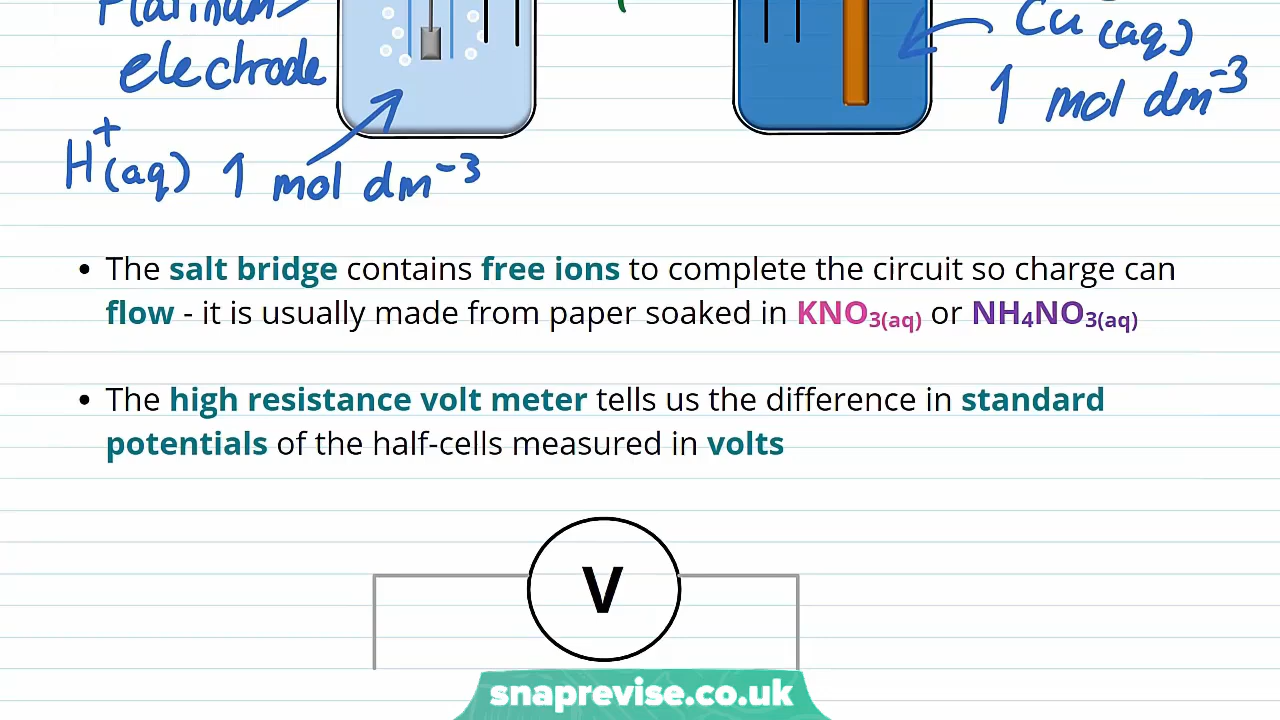 Platinum
electrode
Cu (aq)
1 mol dm⁻³
H⁺(aq) 1 mol dm⁻³
• The salt bridge contains free ions to complete the circuit so charge can
flow - it is usually made from paper soaked in KNO₃(aq) or NH₄NO₃(aq)
• The high resistance volt meter tells us the difference in standard
potentials of the half-cells measured in volts
V
snaprevise.co.uk